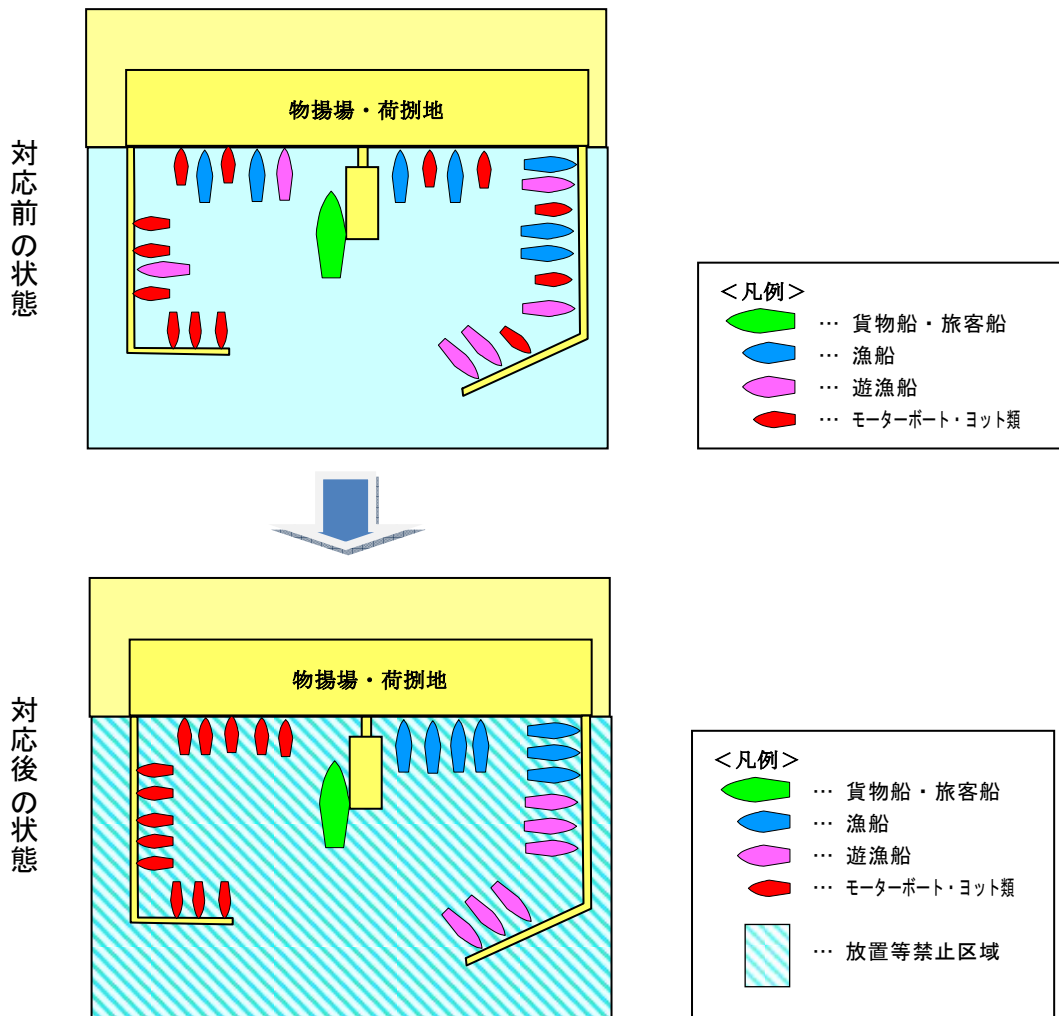 対応前の状態
物揚場・荷捌地
＜凡例＞
… 貨物船・旅客船
… 漁船
… 遊漁船
… モーターボート・ヨット類
対応後の状態
物揚場・荷捌地
＜凡例＞
… 貨物船・旅客船
… 漁船
… 遊漁船
… モーターボート・ヨット類
… 放置等禁止区域